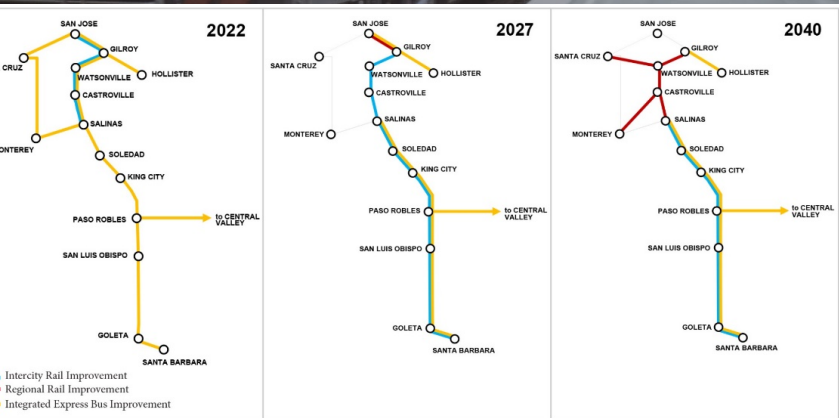 2022
SAN JOSE
GILROY
CRUZ
WATSONVILLE
HOLLISTER
CASTROVILLE
SALINAS
MONTEREY
SOLEDAD
KING CITY
PASO ROBLES
to CENTRAL
VALLEY
SAN LUIS OBISPO
GOLETA
SANTA BARBARA
Intercity Rail Improvement
Regional Rail Improvement
Integrated Express Bus Improvement
2027
SAN JOSE
GILROY
SANTA CRUZ
WATSONVILLE
HOLLISTER
CASTROVILLE
SALINAS
MONTEREY
SOLEDAD
KING CITY
PASO ROBLES
to CENTRAL
VALLEY
SAN LUIS OBISPO
GOLETA
SANTA BARBARA
2040
SAN JOSE
GILROY
SANTA CRUZ
WATSONVILLE
HOLLISTER
CASTROVILLE
SALINAS
MONTEREY
SOLEDAD
KING CITY
PASO ROBLES
to CENTRAL
VALLEY
SAN LUIS OBISPO
GOLETA
SANTA BARBARA